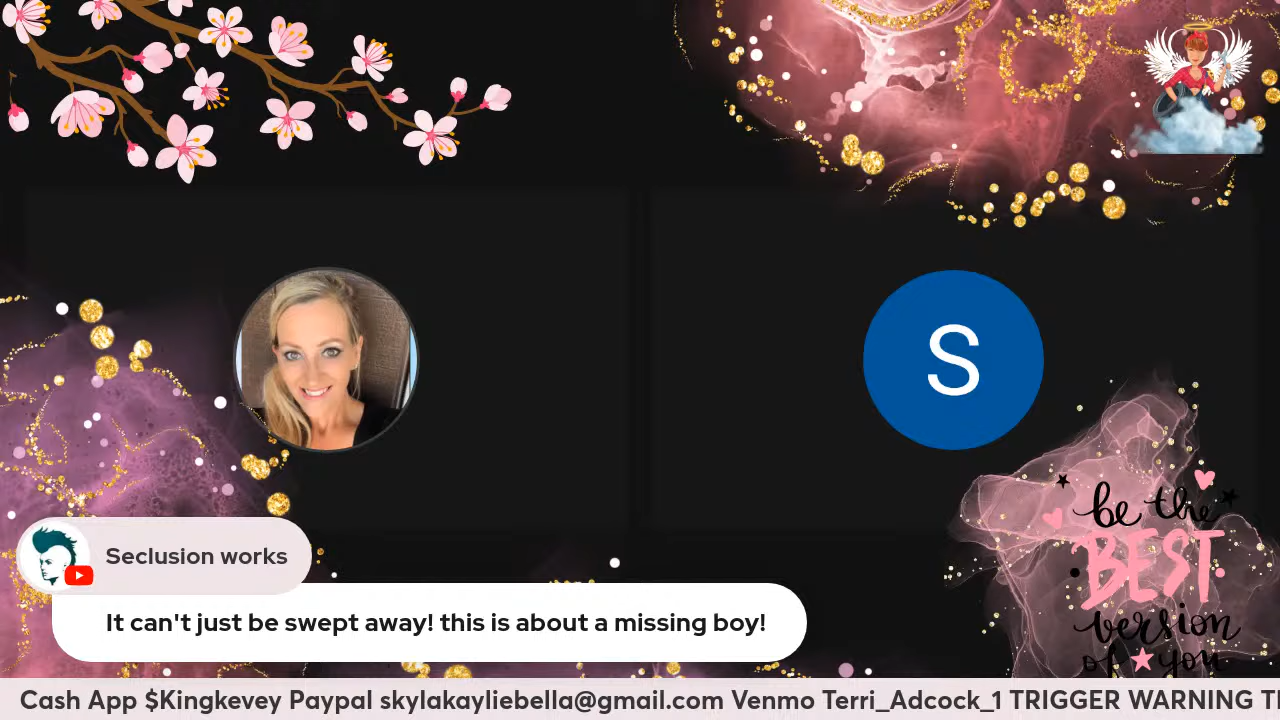 S
be the
BEST
version
of you
Seclusion works
It can't just be swept away! this is about a missing boy!
Cash App $Kingkevey Paypal skylakayliebella@gmail.com Venmo Terri_Adcock_1 TRIGGER WARNING